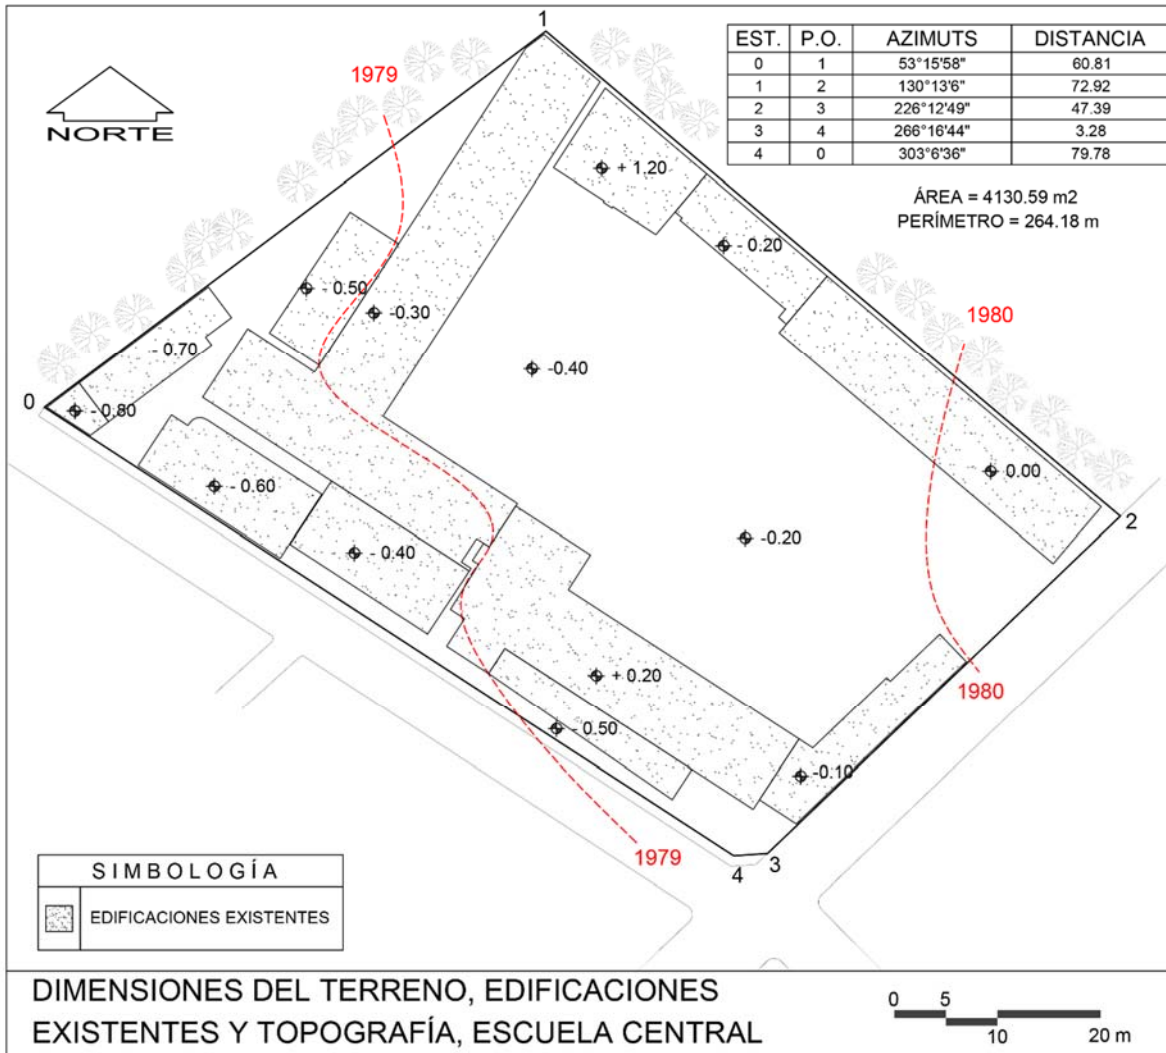 1
EST. P.O. AZIMUTS DISTANCIA
0 1 53°15'58" 60.81
1 2 130°13'6" 72.92
2 3 226°12'49" 47.39
3 4 266°16'44" 3.28
4 0 303°6'36" 79.78
ÁREA = 4130.59 m2
PERÍMETRO = 264.18 m
NORTE
1979
+ 1.20
- 0.20
- 0.50
-0.30
1980
- 0.70
-0.40
0
- 0.80
0.00
- 0.60
2
- 0.40
-0.20
+ 0.20
1980
- 0.50
-0.10
1979
4
3
SIMBOLOGÍA
EDIFICACIONES EXISTENTES
DIMENSIONES DEL TERRENO, EDIFICACIONES
EXISTENTES Y TOPOGRAFÍA, ESCUELA CENTRAL
0 5
10 20 m